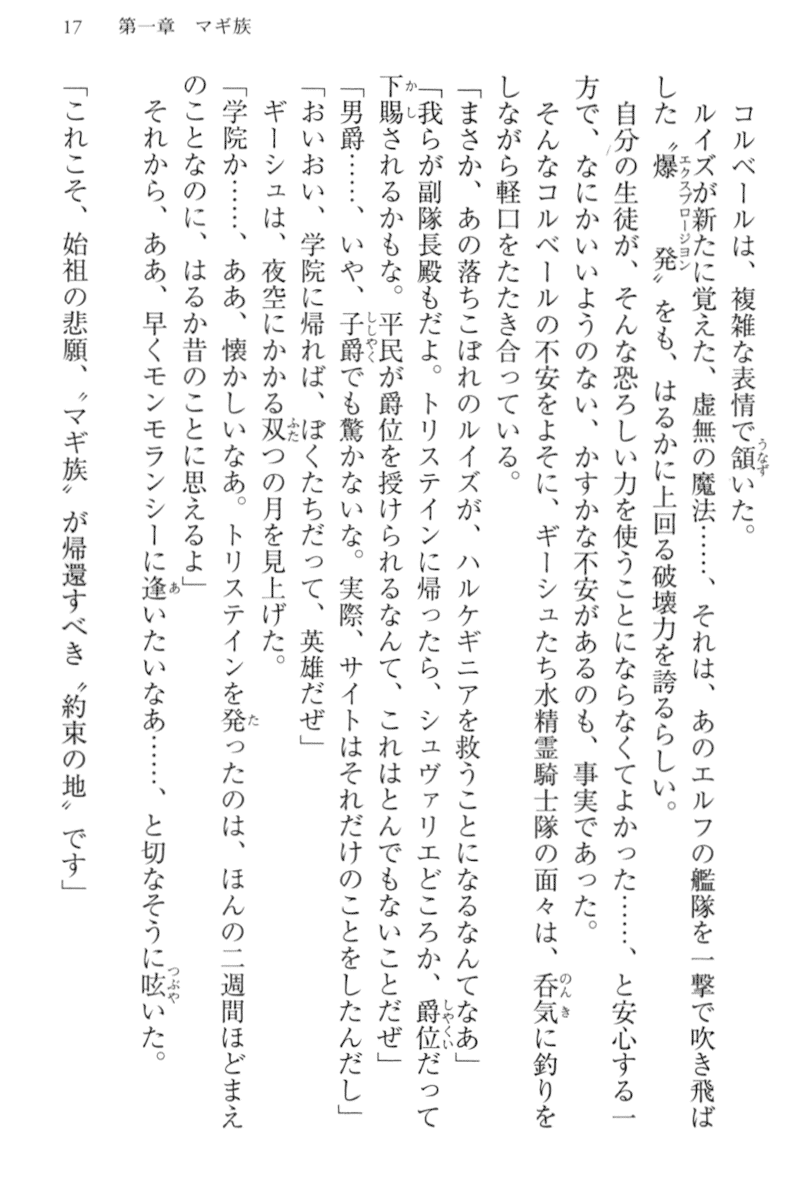 17　第一章　マギ族
コルベールは、複雑な表情で頷いた。
ルイズが新たに覚えた、虚無の魔法……、それは、あのエルフの艦隊を一撃で吹き飛ば
した〝爆発〟をも、はるかに上回る破壊力を誇るらしい。
自分の生徒が、そんな恐ろしい力を使うことにならなくてよかった……、と安心する一
方で、なにかいいようのない、かすかな不安があるのも、事実であった。
そんなコルベールの不安をよそに、ギーシュたち水精霊騎士隊の面々は、呑気に釣りを
しながら軽口をたたき合っている。
「まさか、あの落ちこぼれのルイズが、ハルケギニアを救うことになるなんてなあ」
「我らが副隊長殿もだよ。トリステインに帰ったら、シュヴァリエどころか、爵位だって
下賜されるかもな。平民が爵位を授けられるなんて、これはとんでもないことだぜ」
「男爵……、いや、子爵でも驚かないな。実際、サイトはそれだけのことをしたんだし」
「おいおい、学院に帰れば、ぼくたちだって、英雄だぜ」
ギーシュは、夜空にかかる双つの月を見上げた。
「学院か……、ああ、懐かしいなあ。トリステインを発ったのは、ほんの二週間ほどまえ
のことなのに、はるか昔のことに思えるよ」
それから、ああ、早くモンモランシーに逢いたいなあ……、と切なそうに呟いた。
「これこそ、始祖の悲願、〝マギ族〟が帰還すべき〝約束の地〟です」